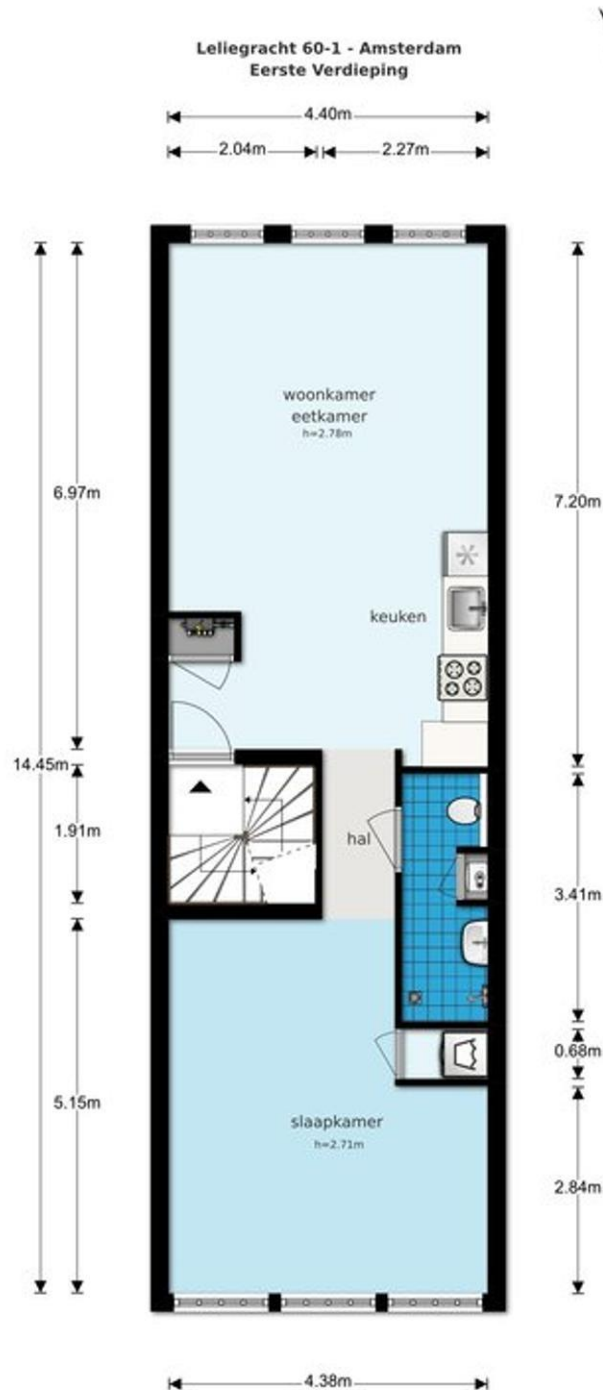 Leliegracht 60-1 - Amsterdam
Eerste Verdieping
4.40m
2.04m
2.27m
woonkamer
eetkamer
h=2.78m
6.97m
7.20m
keuken
14.45m
1.91m
hal
3.41m
0.68m
5.15m
slaapkamer
h=2.71m
2.84m
4.38m